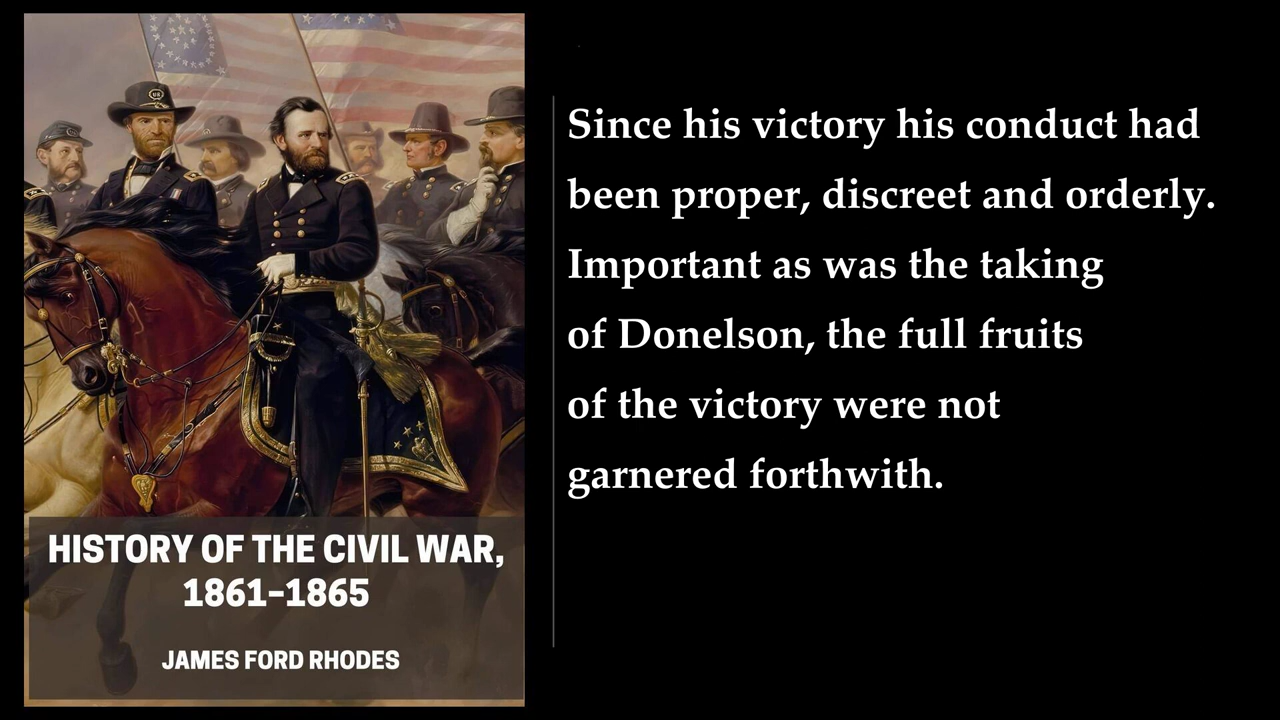 HISTORY OF THE CIVIL WAR,
1861–1865
JAMES FORD RHODES
Since his victory his conduct had
been proper, discreet and orderly.
Important as was the taking
of Donelson, the full fruits
of the victory were not
garnered forthwith.